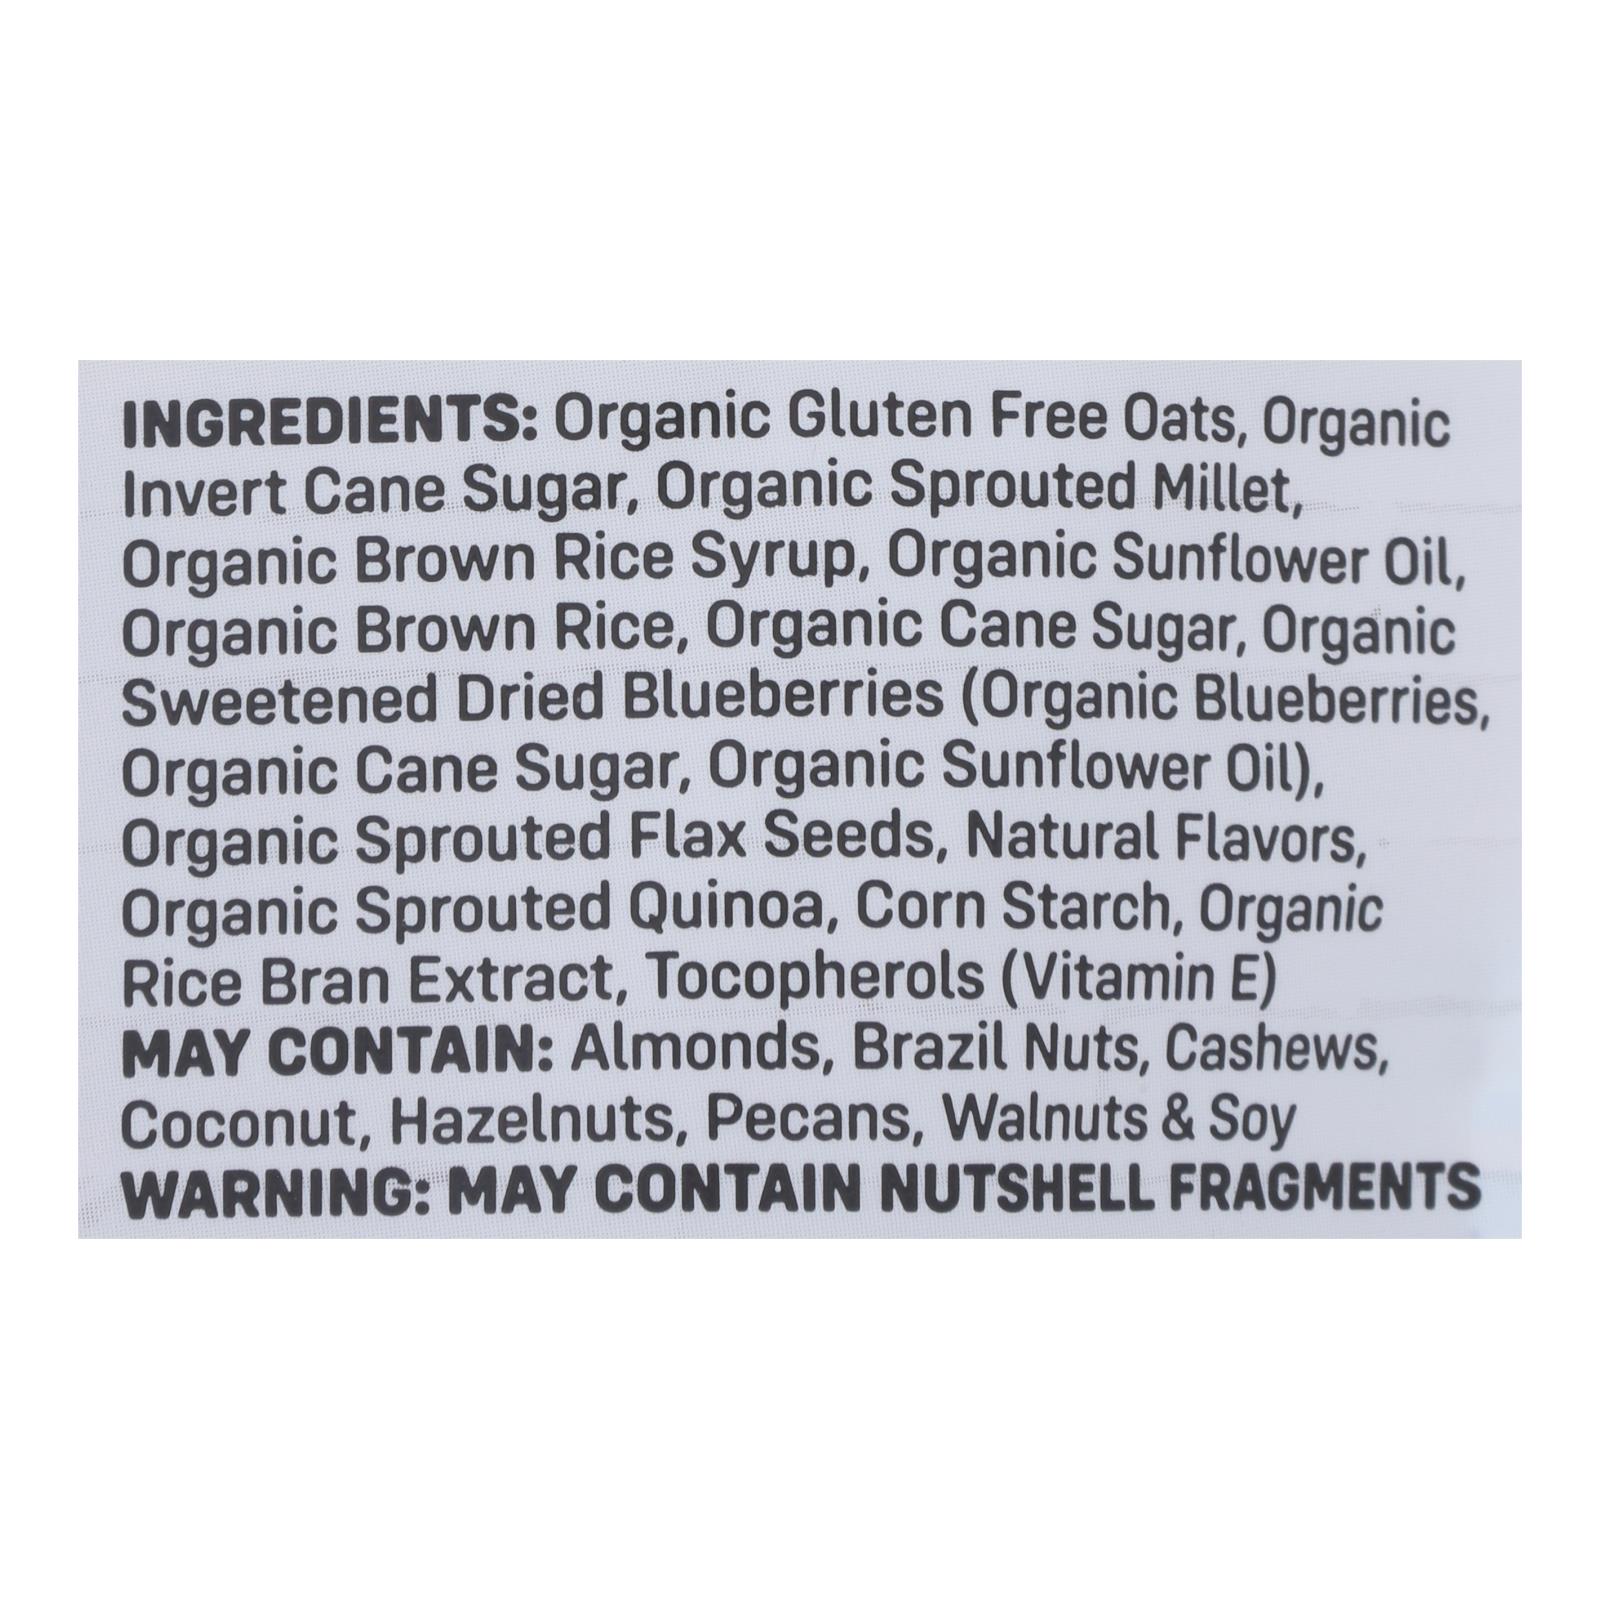 INGREDIENTS: Organic Gluten Free Oats, Organic
Invert Cane Sugar, Organic Sprouted Millet,
Organic Brown Rice Syrup, Organic Sunflower Oil,
Organic Brown Rice, Organic Cane Sugar, Organic
Sweetened Dried Blueberries (Organic Blueberries,
Organic Cane Sugar, Organic Sunflower Oil),
Organic Sprouted Flax Seeds, Natural Flavors,
Organic Sprouted Quinoa, Corn Starch, Organic
Rice Bran Extract, Tocopherols (Vitamin E)
MAY CONTAIN: Almonds, Brazil Nuts, Cashews,
Coconut, Hazelnuts, Pecans, Walnuts & Soy
WARNING: MAY CONTAIN NUTSHELL FRAGMENTS